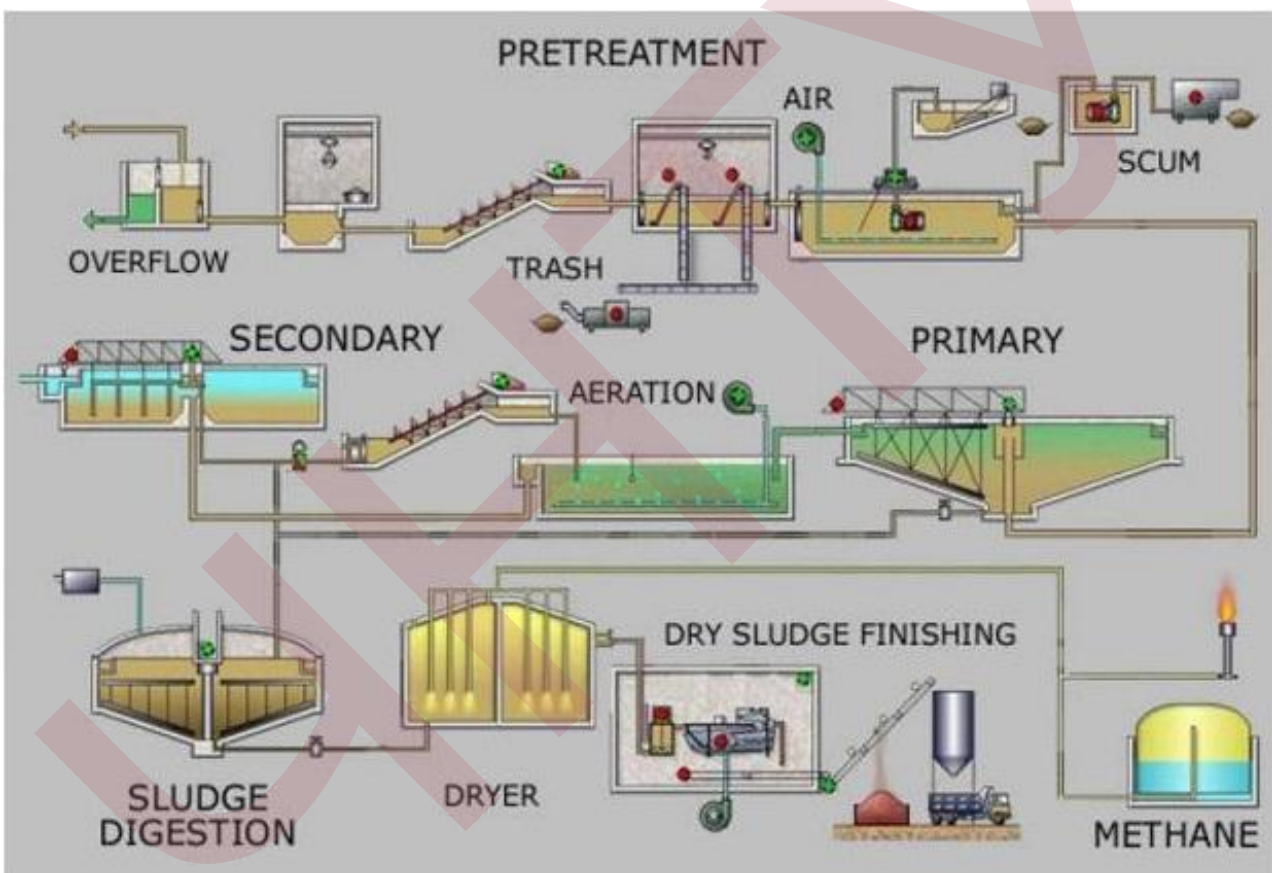 PRETREATMENT
AIR
SCUM
OVERFLOW
TRASH
SECONDARY
PRIMARY
AERATION
DRY SLUDGE FINISHING
SLUDGE
DIGESTION
DRYER
METHANE